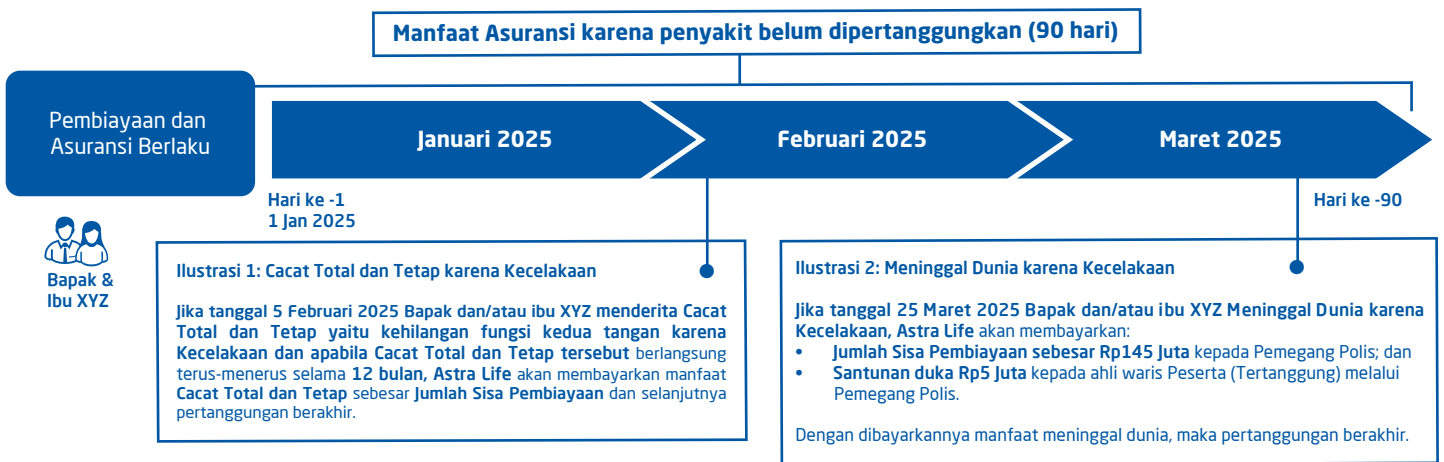 Manfaat Asuransi karena penyakit belum dipertanggungkan (90 hari)
Pembiayaan dan
Asuransi Berlaku
Januari 2025
Februari 2025
Maret 2025
Hari ke -1
1 Jan 2025
Hari ke -90
Bapak &
Ibu XYZ
Ilustrasi 1: Cacat Total dan Tetap karena Kecelakaan
Jika tanggal 5 Februari 2025 Bapak dan/atau ibu XYZ menderita Cacat
Total dan Tetap yaitu kehilangan fungsi kedua tangan karena
Kecelakaan dan apabila Cacat Total dan Tetap tersebut berlangsung
terus-menerus selama 12 bulan, Astra Life akan membayarkan manfaat
Cacat Total dan Tetap sebesar Jumlah Sisa Pembiayaan dan selanjutnya
pertanggungan berakhir.
Ilustrasi 2: Meninggal Dunia karena Kecelakaan
Jika tanggal 25 Maret 2025 Bapak dan/atau ibu XYZ Meninggal Dunia karena
Kecelakaan, Astra Life akan membayarkan:
• Jumlah Sisa Pembiayaan sebesar Rp145 Juta kepada Pemegang Polis; dan
• Santunan duka Rp5 Juta kepada ahli waris Peserta (Tertanggung) melalui
Pemegang Polis.
Dengan dibayarkannya manfaat meninggal dunia, maka pertanggungan berakhir.